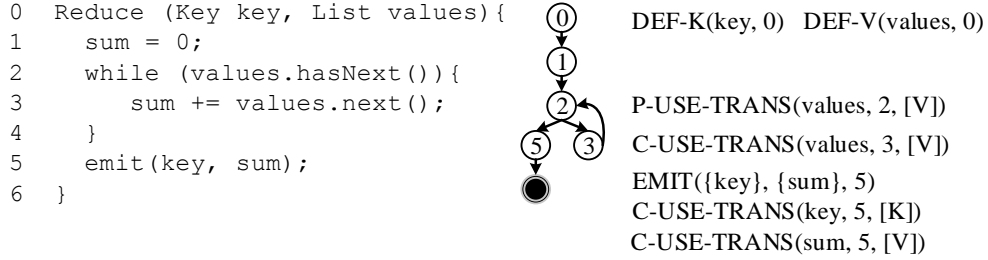 0 Reduce (Key key, List values){
1 sum = 0;
2 while (values.hasNext()){
3 sum += values.next();
4 }
5 emit(key, sum);
6 }
0
1
2
5 3
DEF-K(key, 0) DEF-V(values, 0)
P-USE-TRANS(values, 2, [V])
C-USE-TRANS(values, 3, [V])
EMIT({key}, {sum}, 5)
C-USE-TRANS(key, 5, [K])
C-USE-TRANS(sum, 5, [V])